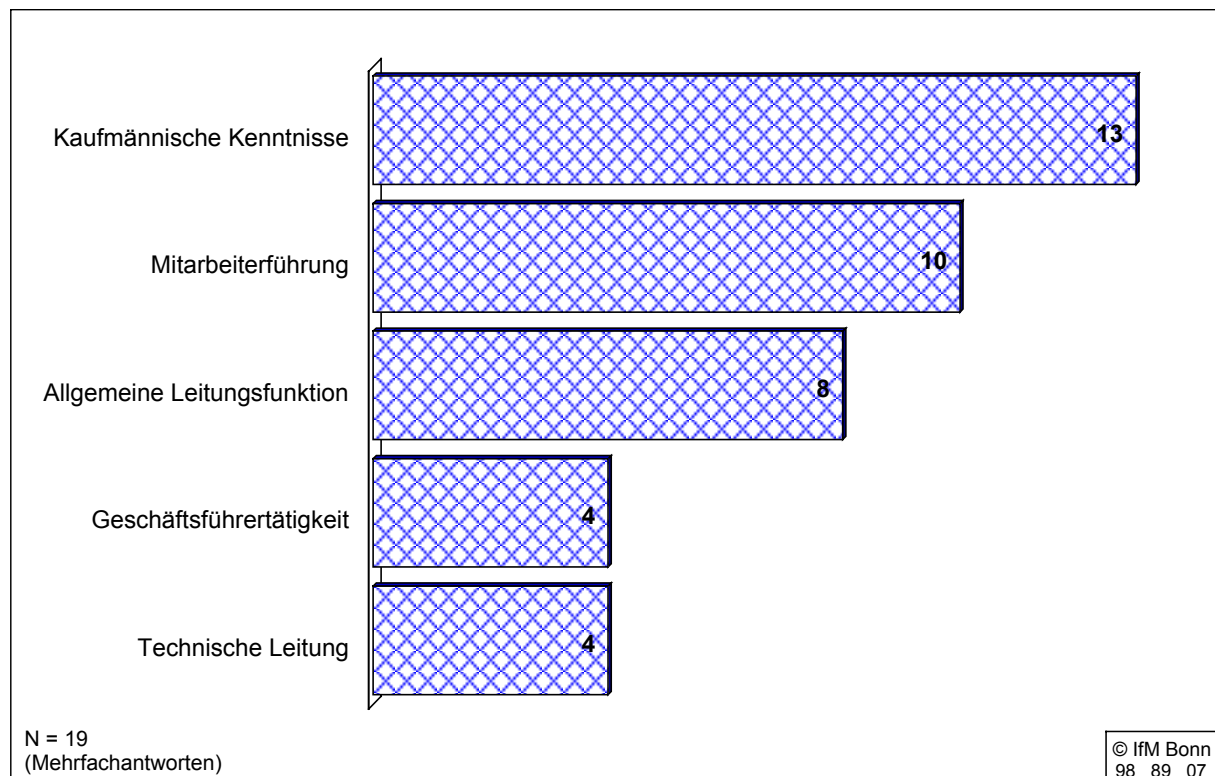 Kaufmännische Kenntnisse
13
Mitarbeiterführung
10
Allgemeine Leitungsfunktion
8
Geschäftsführertätigkeit
4
Technische Leitung
4
N = 19
(Mehrfachantworten)
© IfM Bonn
98 89 07